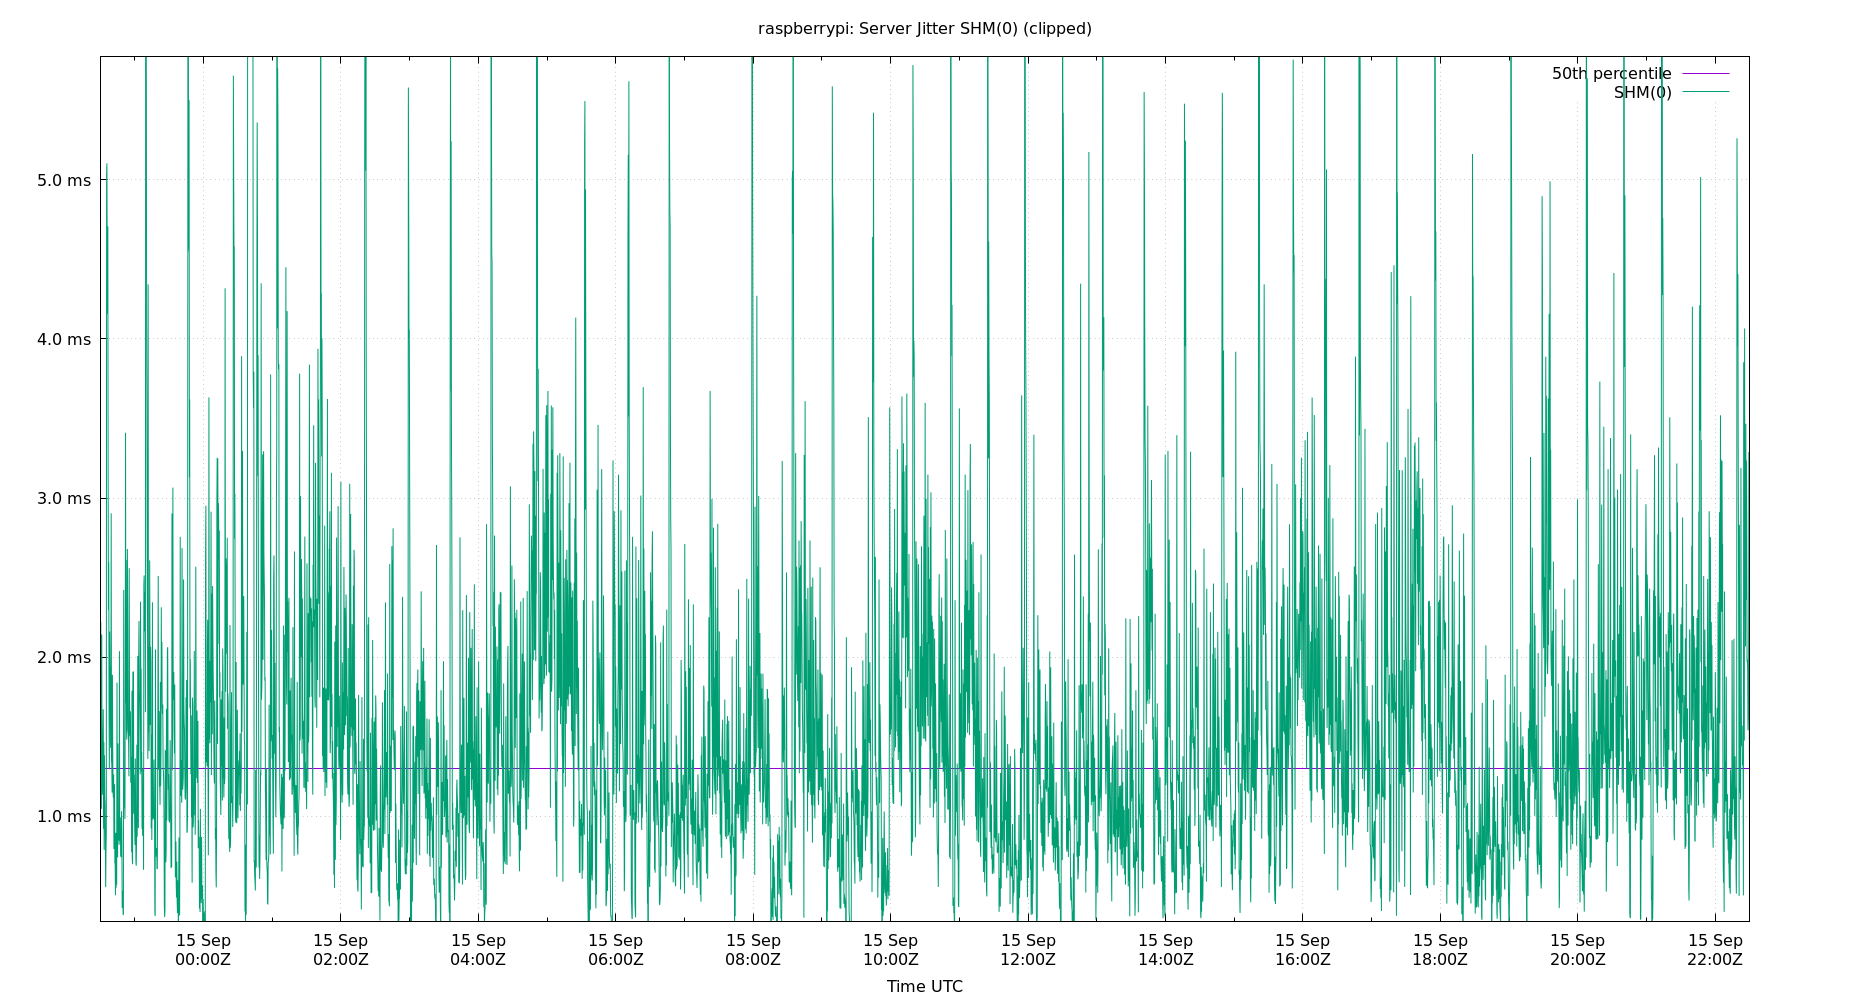 raspberrypi: Server Jitter SHM(0) (clipped)
50th percentile
SHM(0)
5.0 ms
4.0 ms
3.0 ms
2.0 ms
1.0 ms
15 Sep 15 Sep 15 Sep 15 Sep 15 Sep 15 Sep 15 Sep 15 Sep 15 Sep 15 Sep 15 Sep 15 Sep
00:00Z 02:00Z 04:00Z 06:00Z 08:00Z 10:00Z 12:00Z 14:00Z 16:00Z 18:00Z 20:00Z 22:00Z
Time UTC